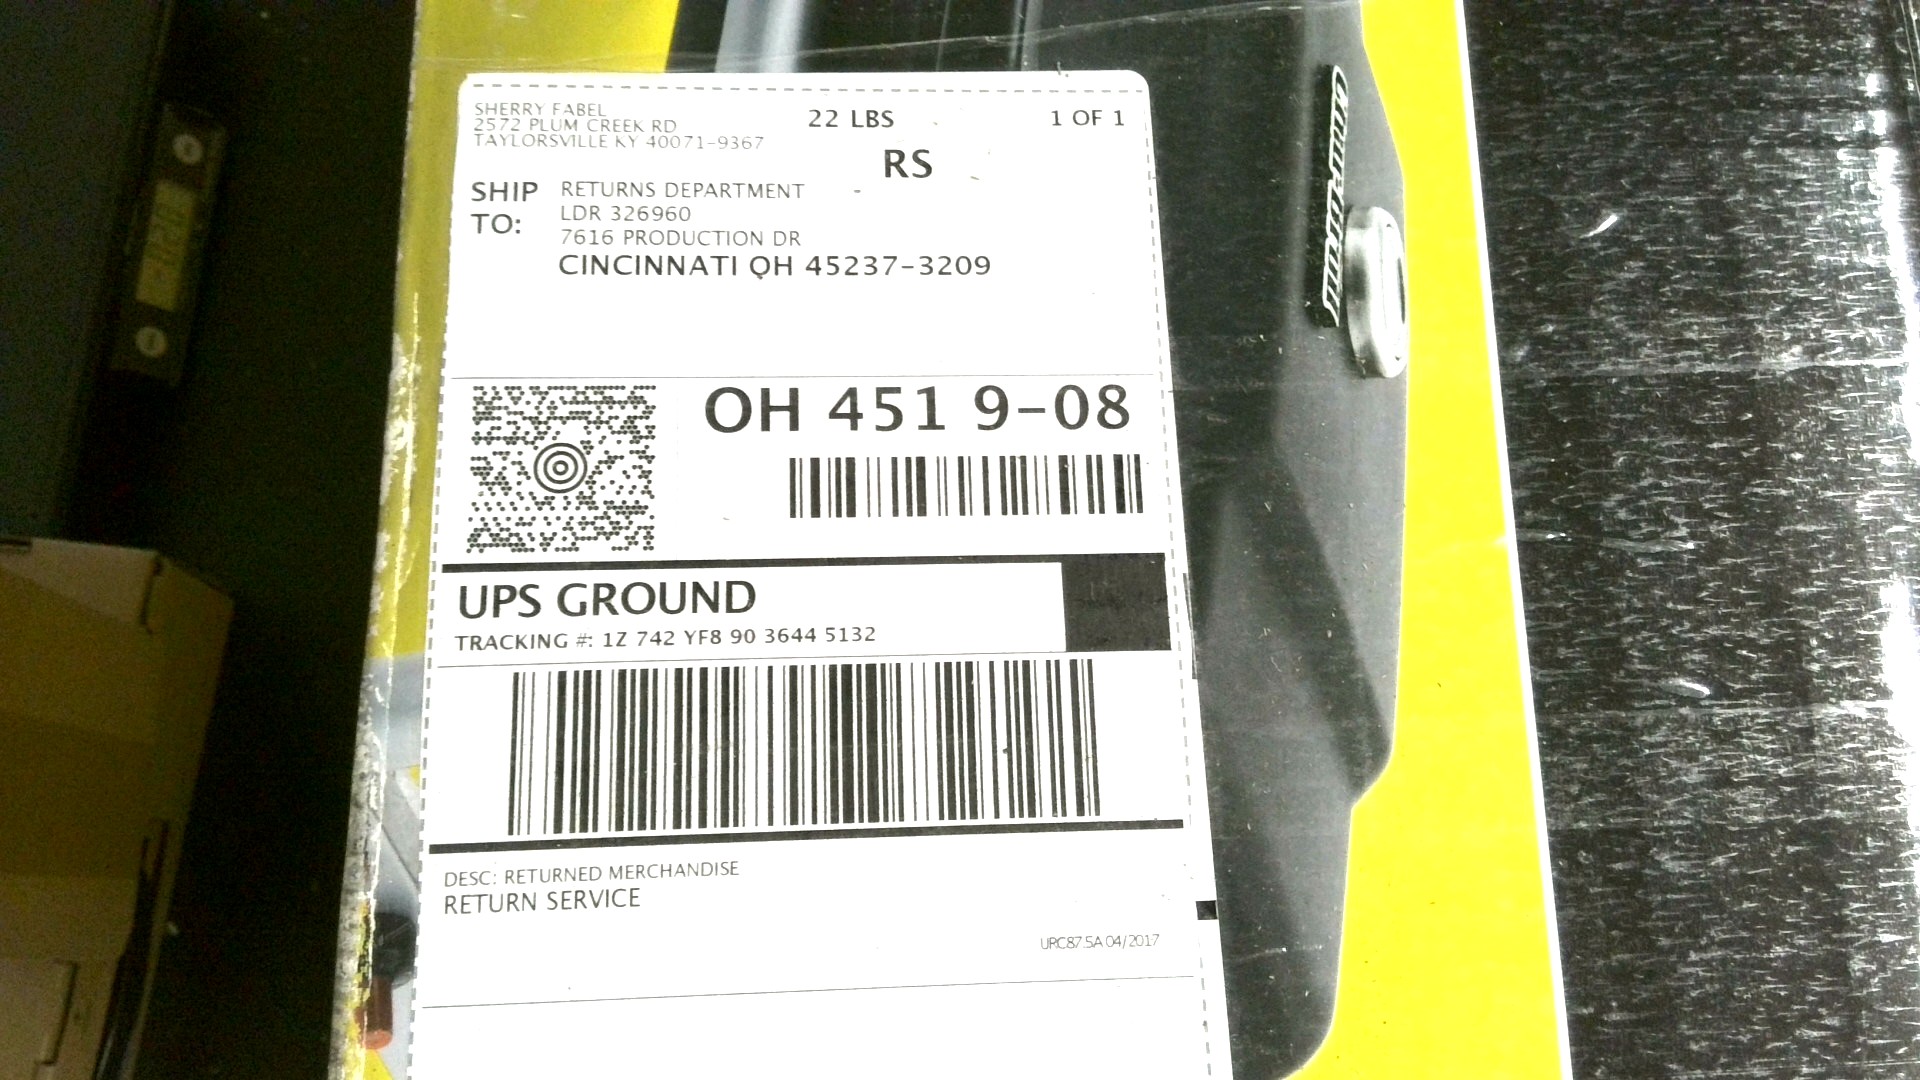 SHERRY FABEL
2572 PLUM CREEK RD
TAYLORSVILLE KY 40071-9367
22 LBS
1 OF 1
RS
SHIP TO:
RETURNS DEPARTMENT
LDR 326960
7616 PRODUCTION DR
CINCINNATI OH 45237-3209
OH 451 9-08
UPS GROUND
TRACKING #: 1Z 742 YF8 90 3644 5132
DESC: RETURNED MERCHANDISE
RETURN SERVICE
URC87.5A 04/2017